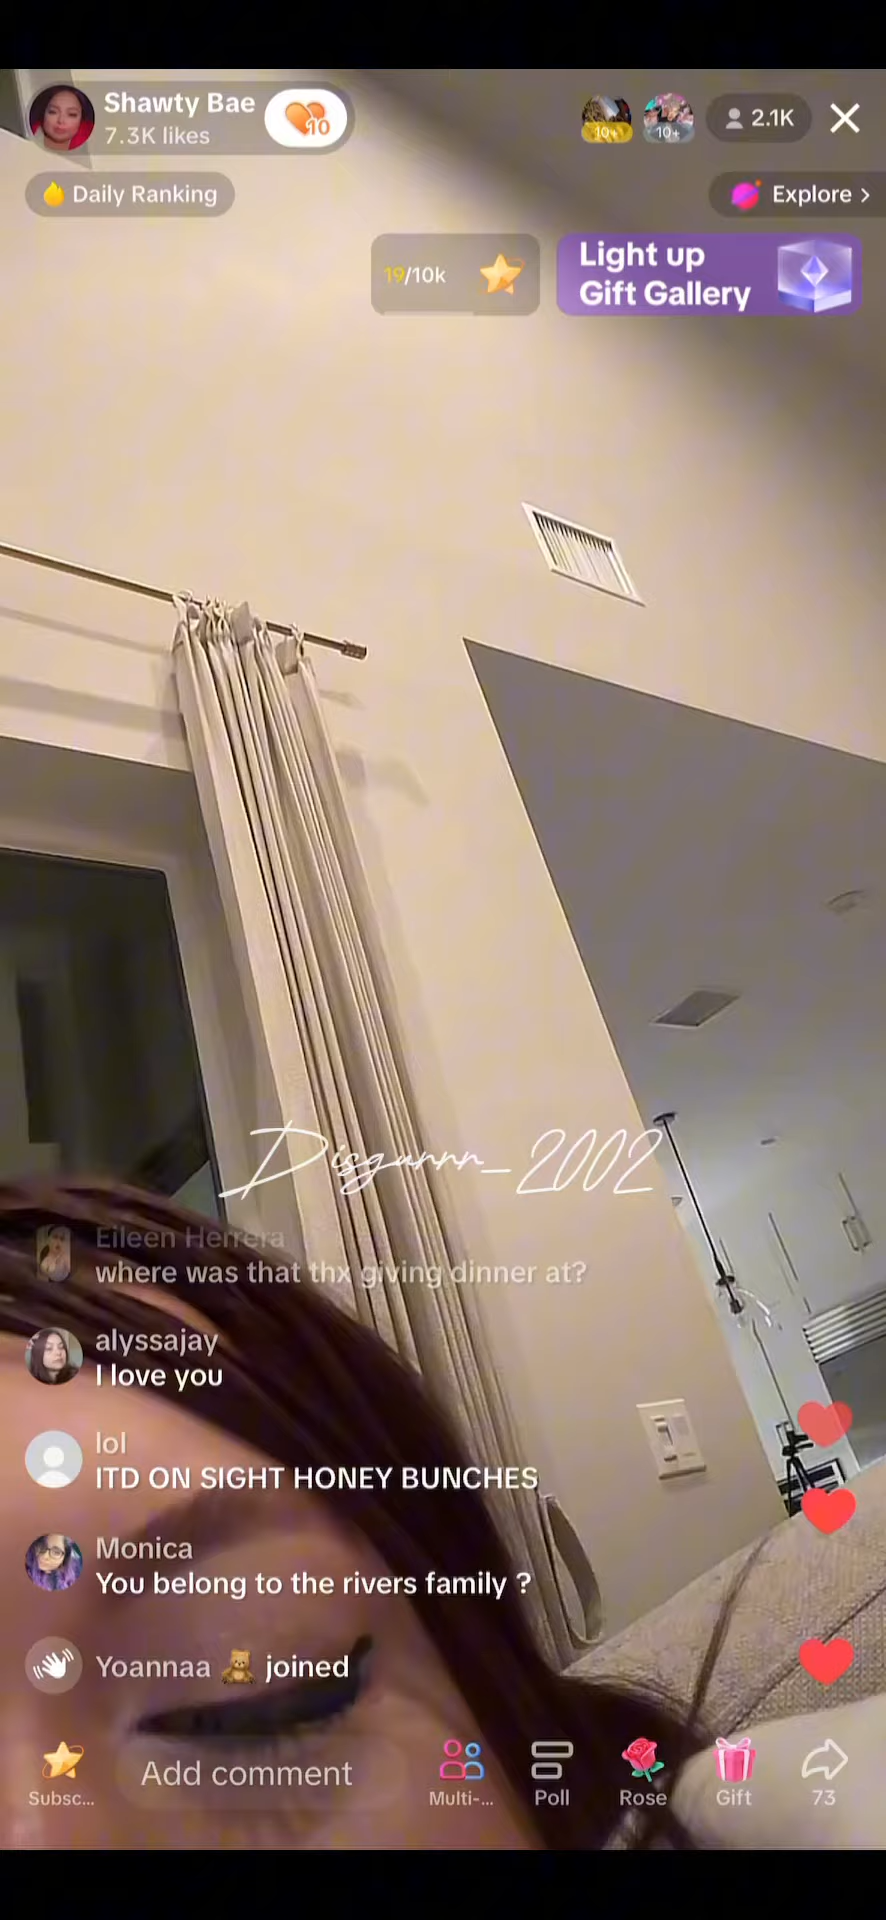 Shawty Bae
7.3K likes
10
10+
10+
2.1K
Daily Ranking
Explore >
19/10k
Light up
Gift Gallery
Disgunnn_2002
Eileen Herrera
where was that thx giving dinner at?
alyssajay
I love you
lol
ITD ON SIGHT HONEY BUNCHES
Monica
You belong to the rivers family ?
Yoannaa 🧸 joined
Add comment
Subsc...
Multi-...
Poll
Rose
Gift
73